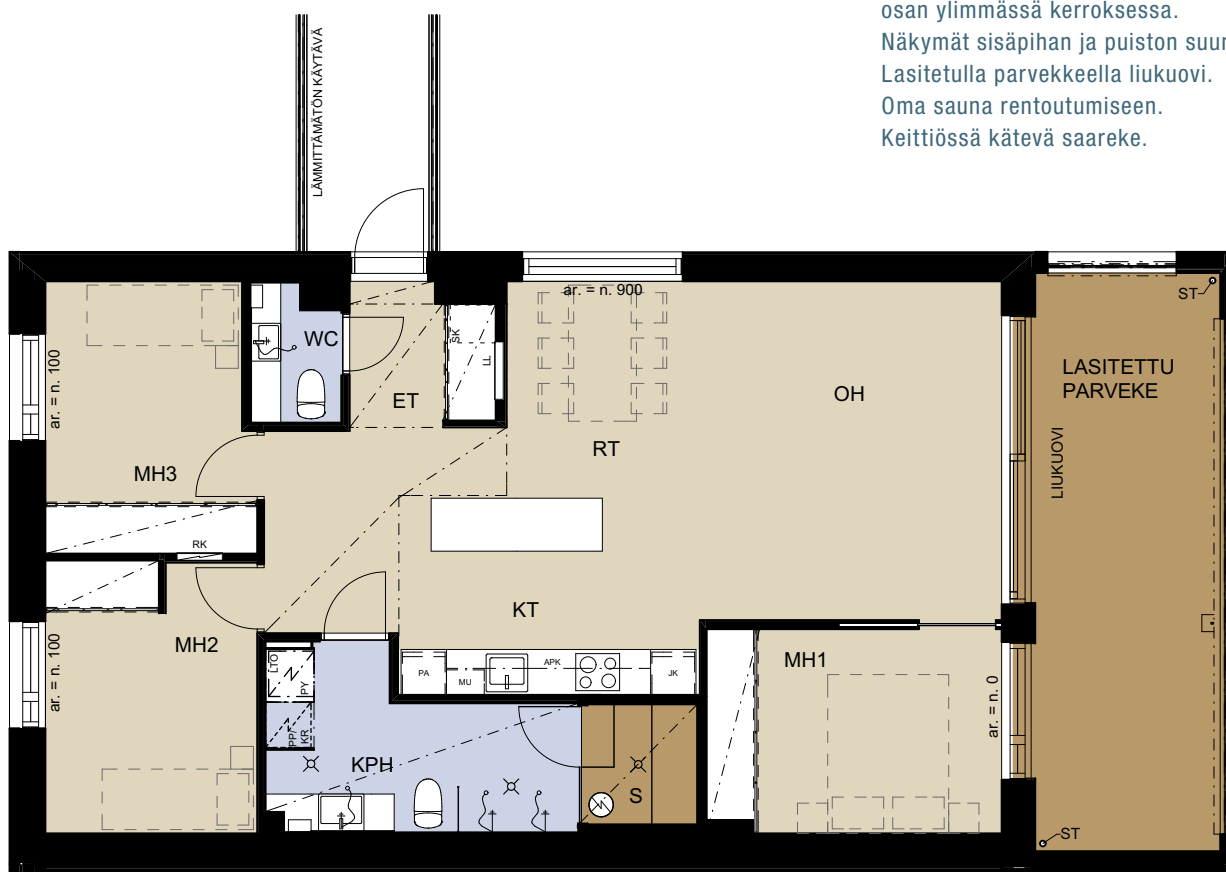 osan ylimmässä kerroksessa.
Näkymät sisäpihan ja puiston suun
Lasitetulla parvekkeella liukuovi.
Oma sauna rentoutumiseen.
Keittiössä kätevä saareke.
LÄMMITTÄMÄTÖN KÄYTÄVÄ
ar. = n. 900
ST
WC
SK
LL
ET
OH
LASITETTU
PARVEKE
ar. = n. 100
RT
LIUKUOVI
MH3
RK
KT
MH2
ar. = n. 100
LTO
PY
PA
MU
APK
JK
MH1
ar. = n. 0
PP/
KR
KPH
S
ST